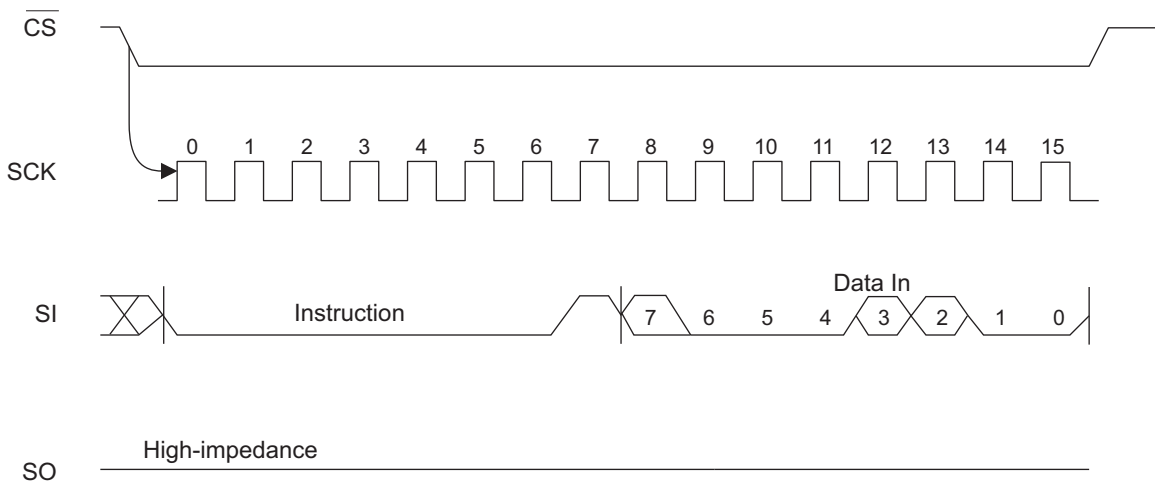 CS
0 1 2 3 4 5 6 7 8 9 10 11 12 13 14 15
SCK
Data In
SI
Instruction
7 6 5 4 3 2 1 0
High-impedance
SO